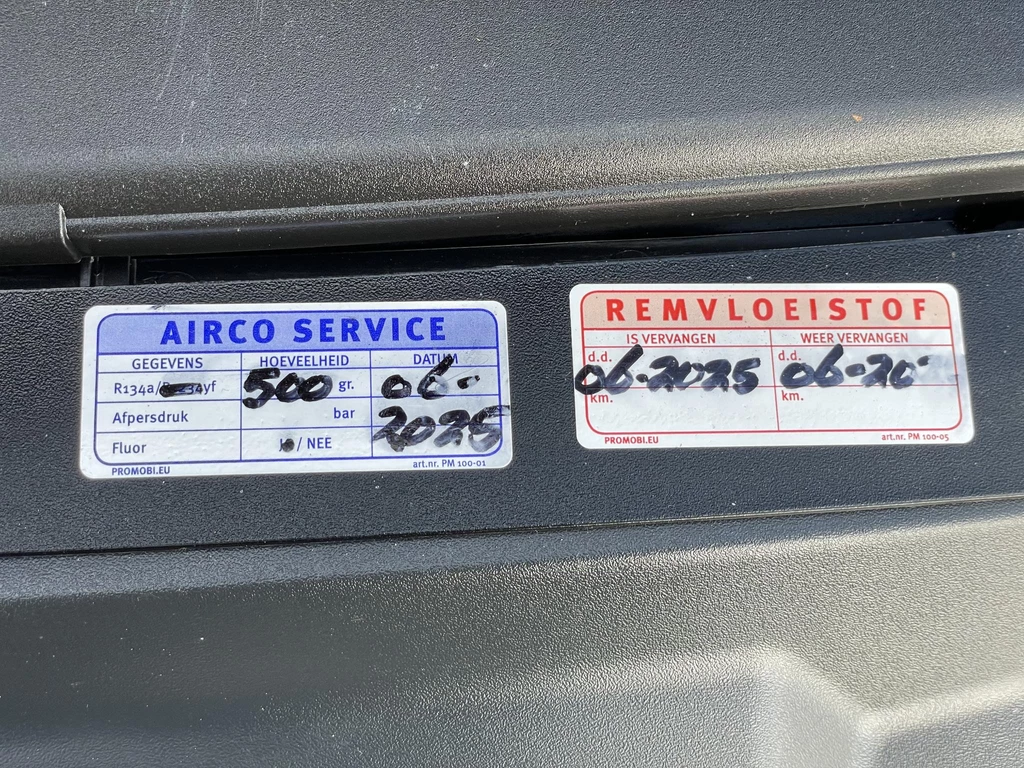 AIRCO SERVICE
GEGEVENS HOEVEELHEID DATUM
R134a/ yf 500 gr. 06-
Afpersdruk bar 2025
Fluor / NEE
PROMOBI.EU art.nr. PM 100-01
REMVLOEISTOF
IS VERVANGEN WEER VERVANGEN
d.d. d.d.
06-2025 06-20
km. km.
PROMOBI.EU art.nr. PM 100-05